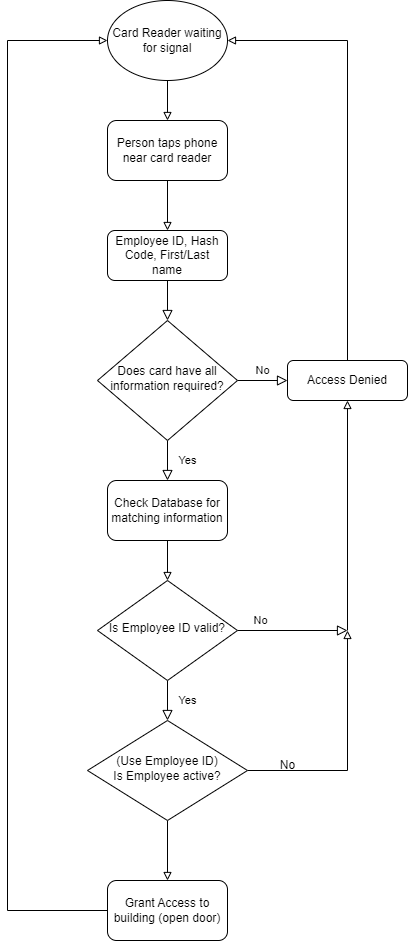 Card Reader waiting
for signal
Person taps phone
near card reader
Employee ID, Hash
Code, First/Last
name
Does card have all
information required?
No
Access Denied
Yes
Check Database for
matching information
Is Employee ID valid?
No
Yes
(Use Employee ID)
Is Employee active?
No
Grant Access to
building (open door)